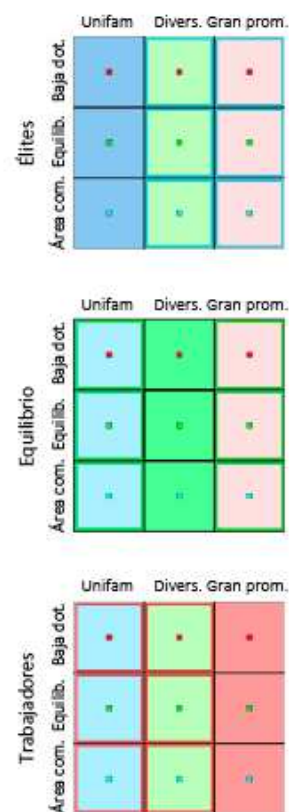 Unifam Divers. Gran prom.
Élites
Baja dot.
Equilib.
Área com.
Unifam Divers. Gran prom.
Equilibrio
Baja dot.
Equilib.
Área com.
Unifam Divers. Gran prom.
Trabajadores
Baja dot.
Equilib.
Área com.